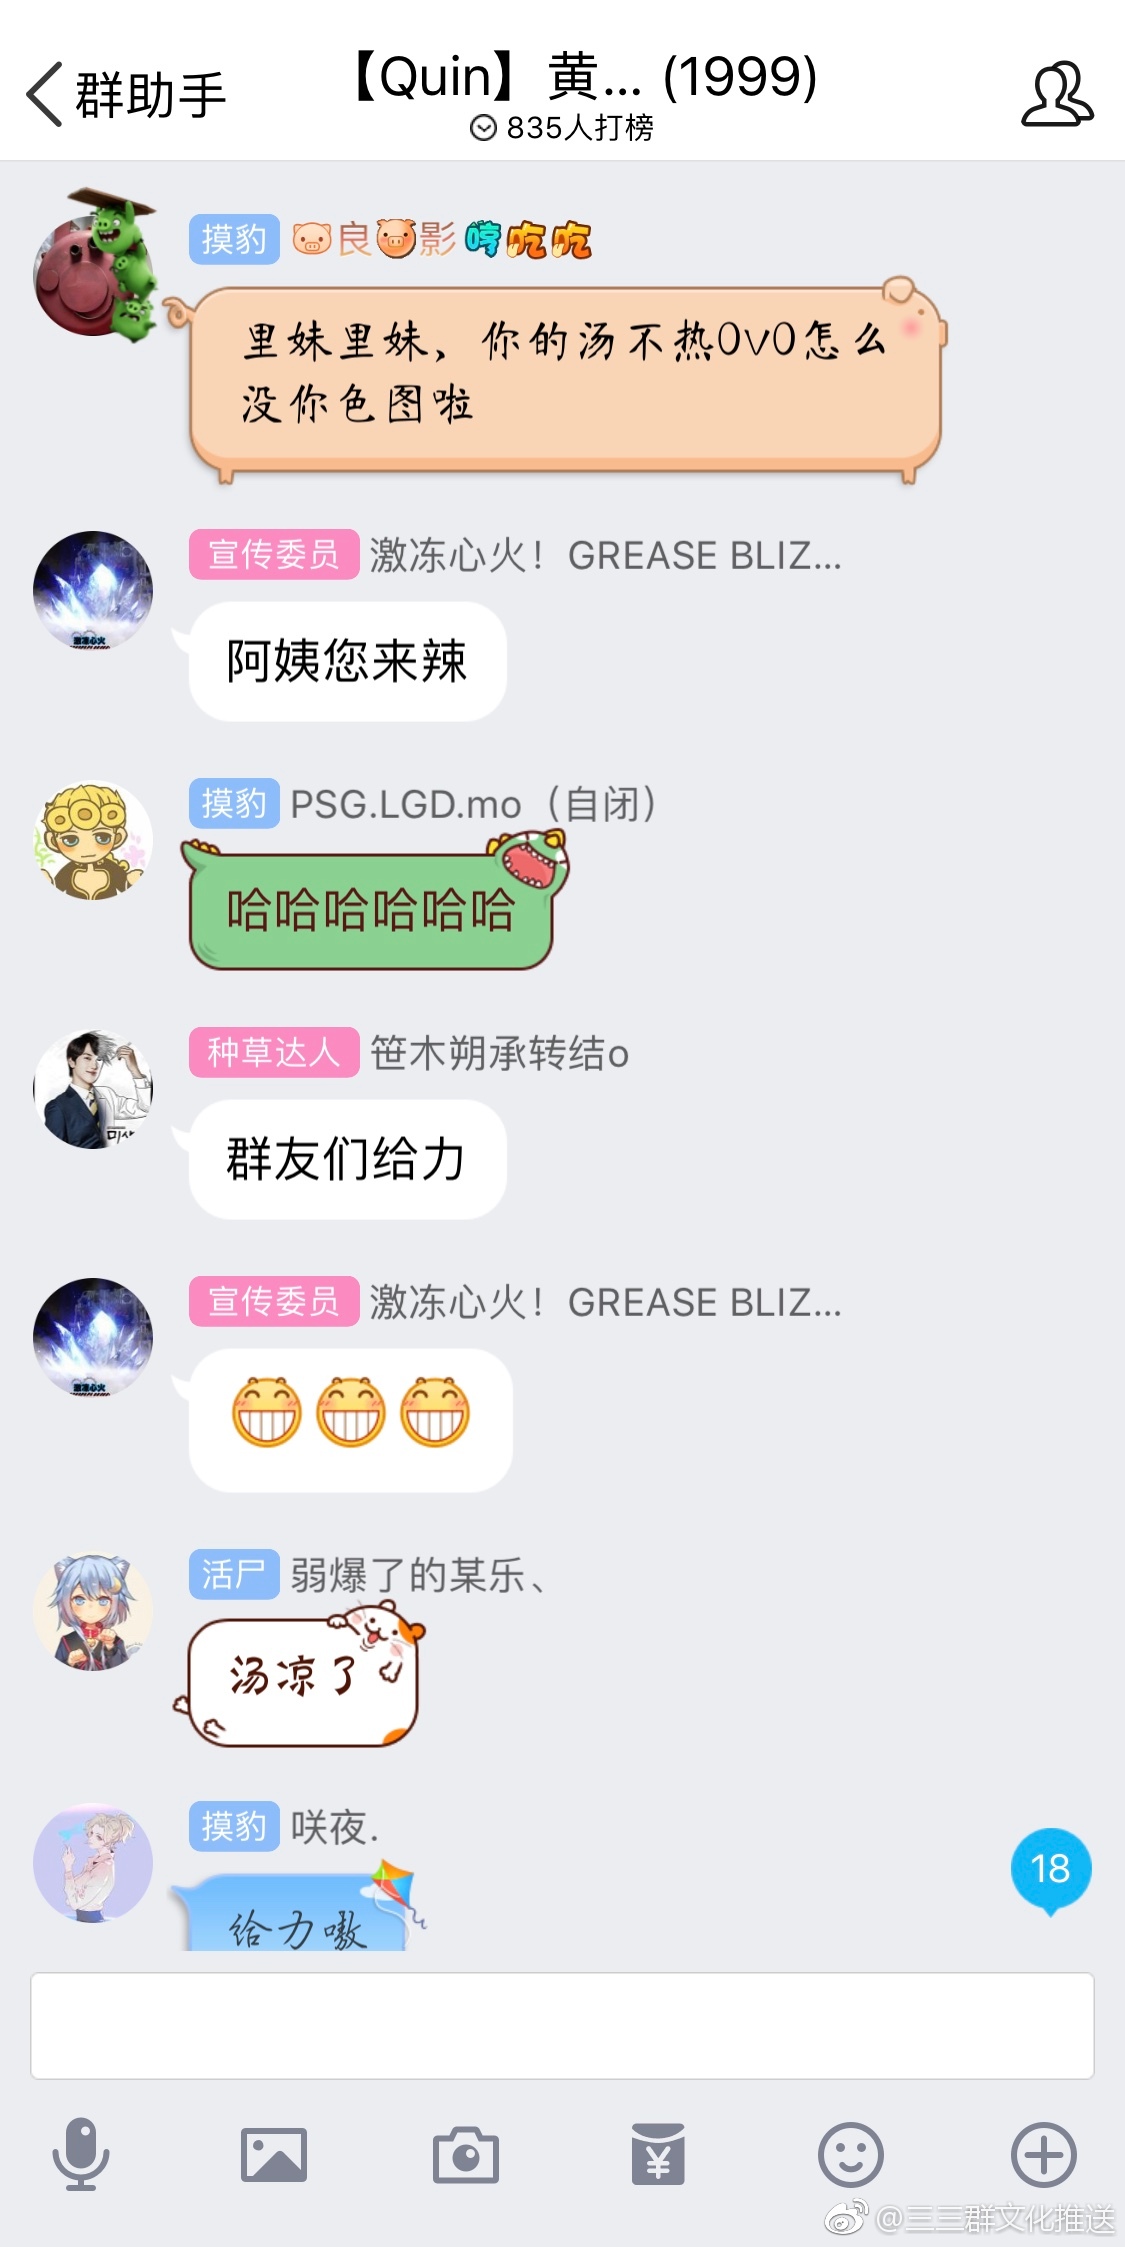 群助手
【Quin】黄... (1999)
835人打榜
摸豹 良影哼吃吃
里妹里妹，你的汤不热OvO怎么
没你色图啦
宣传委员 激冻心火！GREASE BLIZ...
阿姨您来辣
摸豹 PSG.LGD.mo（自闭）
哈哈哈哈哈哈
种草达人 笹木朔承转结o
群友们给力
宣传委员 激冻心火！GREASE BLIZ...
活尸 弱爆了的某乐、
汤凉了
摸豹 咲夜.
18
给力嗷
@三三群文化推送